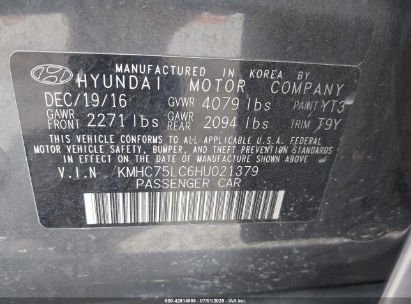 MANUFACTURED IN KOREA BY
HYUNDAI MOTOR COMPANY
DEC/19/16 GVWR 4079 lbs PAINT YT3
GAWR FRONT 2271 lbs GAWR REAR 2094 lbs TRIM T9Y
THIS VEHICLE CONFORMS TO ALL APPLICABLE U.S.A. FEDERAL
MOTOR VEHICLE SAFETY, BUMPER, AND THEFT PREVENTION STANDARDS
IN EFFECT ON THE DATE OF MANUFACTURE SHOWN ABOVE.
V.I.N KMHC75LC6HU021379
PASSENGER CAR